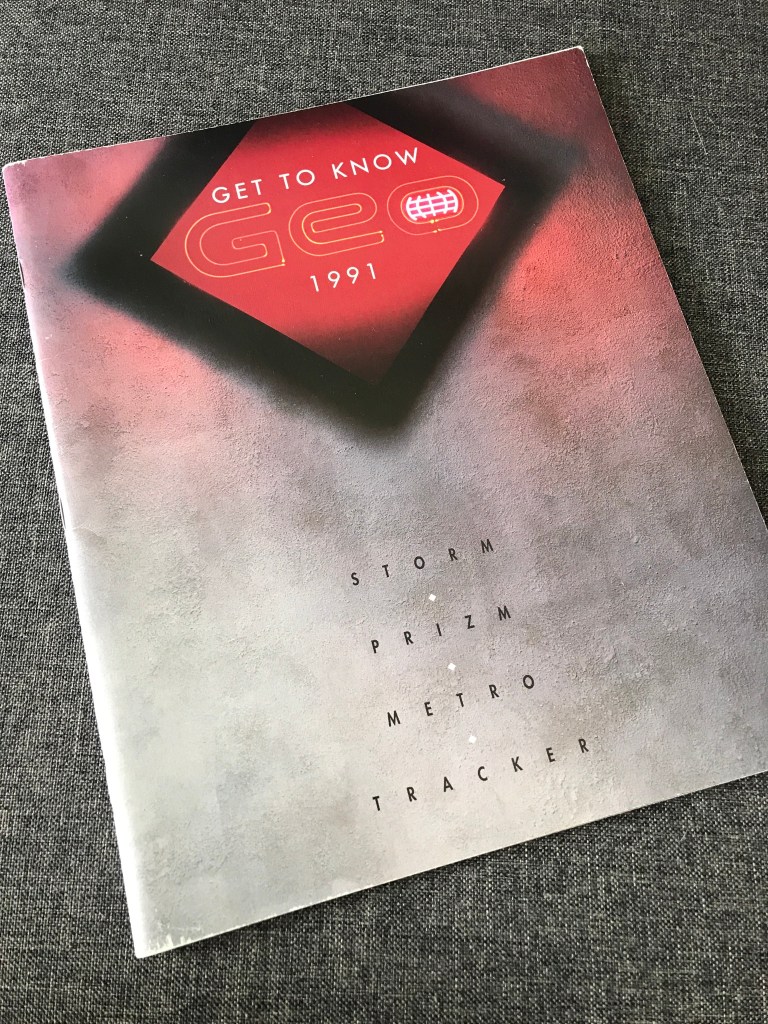 GET TO KNOW
Geo
1991
STORM
PRIZM
METRO
TRACKER